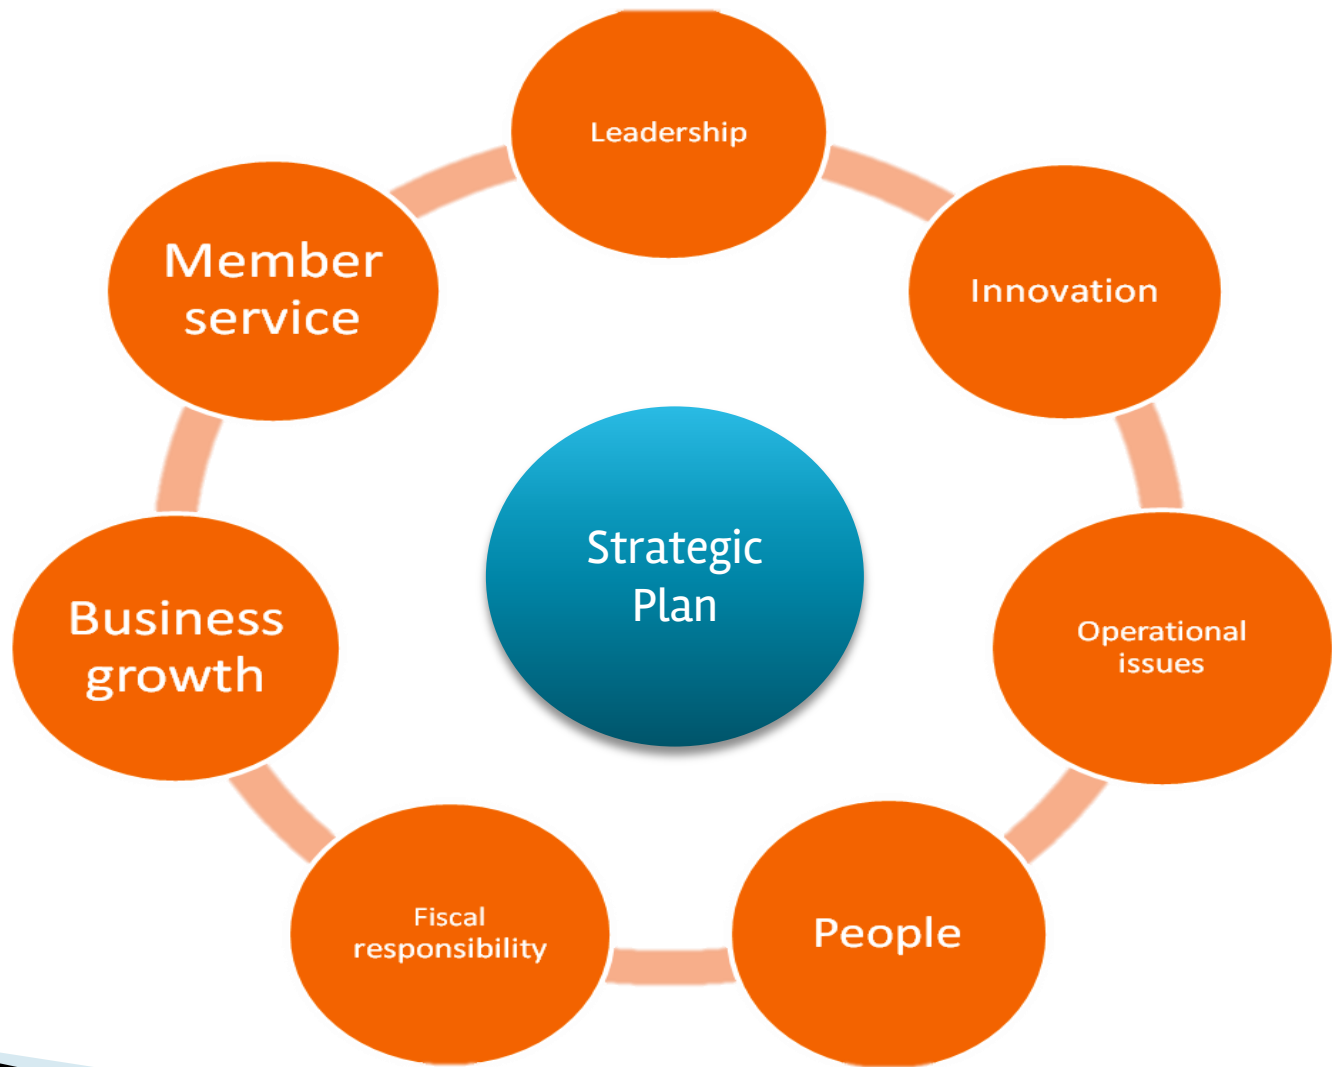 Leadership
Innovation
Member
service
Strategic
Plan
Business
growth
Operational
issues
Fiscal
responsibility
People